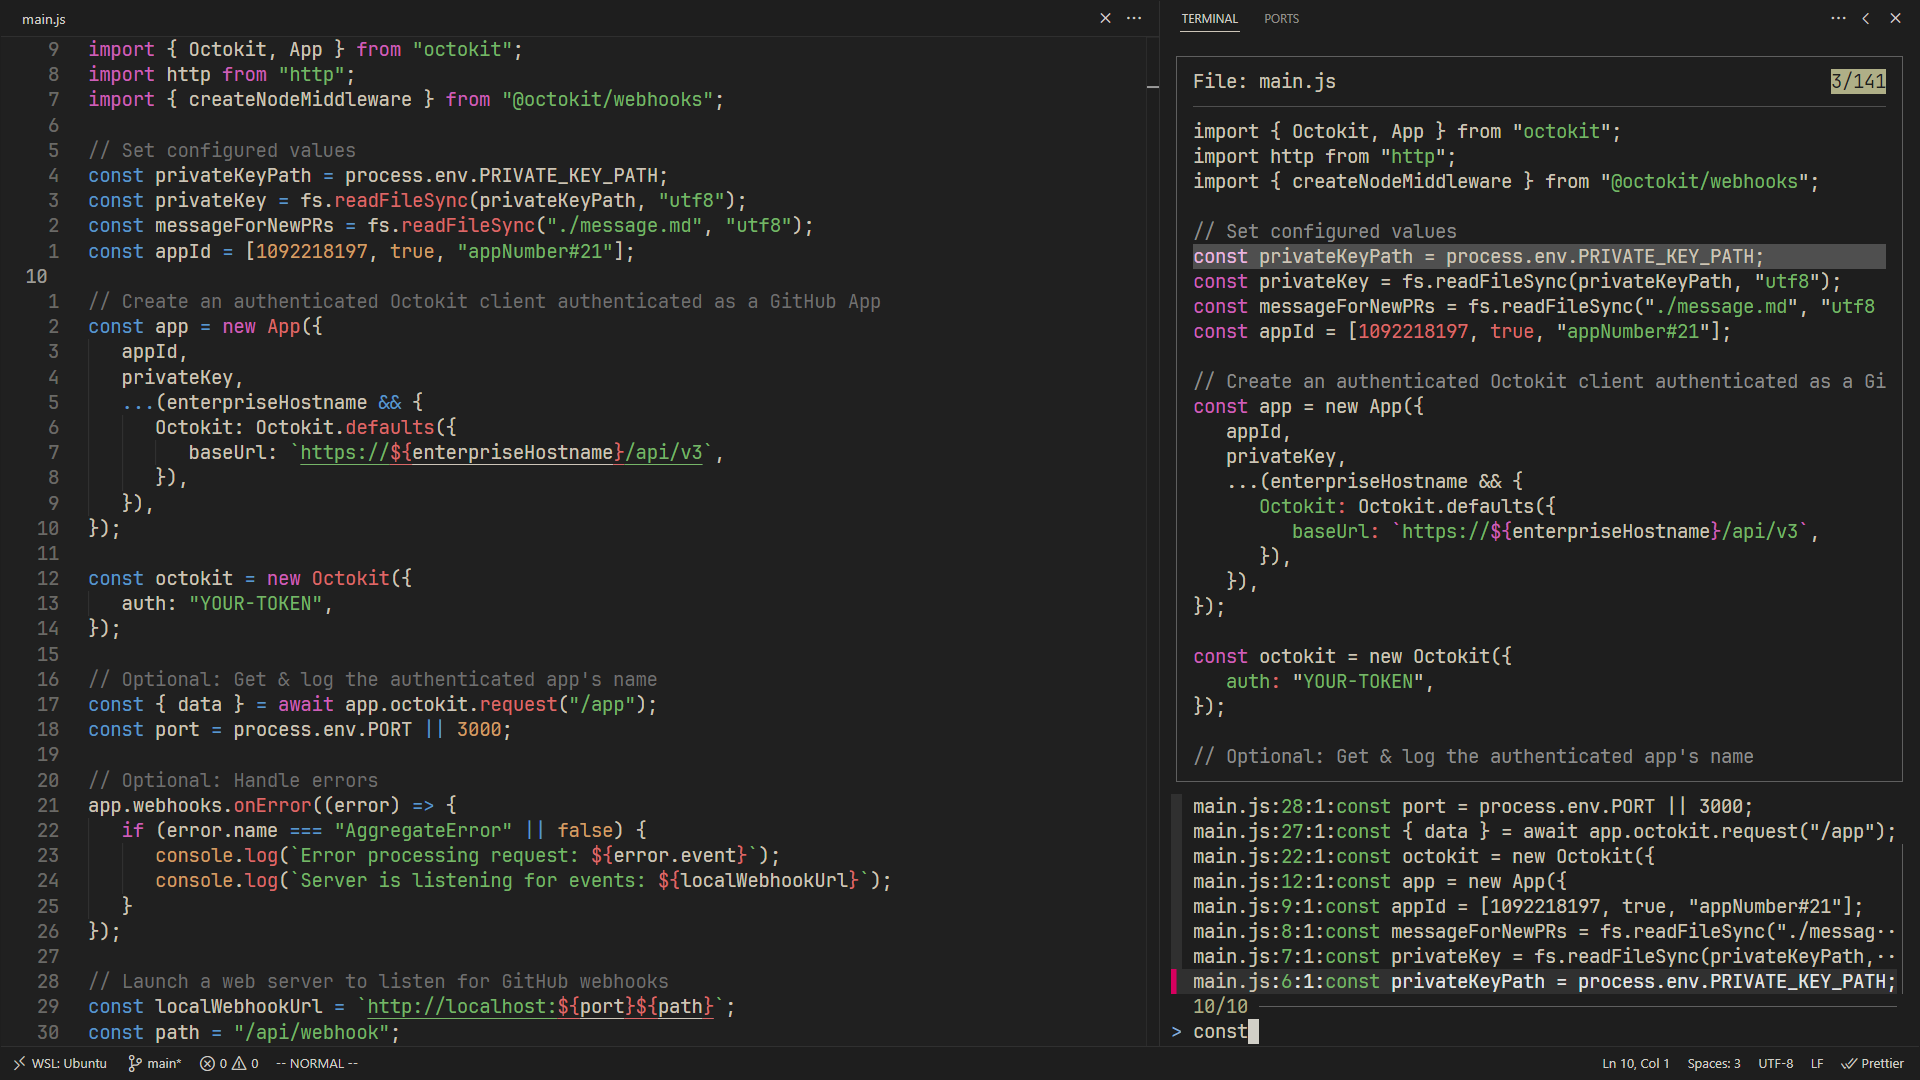 main.js
9 import { Octokit, App } from "octokit";
8 import http from "http";
7 import { createNodeMiddleware } from "@octokit/webhooks";
6
5 // Set configured values
4 const privateKeyPath = process.env.PRIVATE_KEY_PATH;
3 const privateKey = fs.readFileSync(privateKeyPath, "utf8");
2 const messageForNewPRs = fs.readFileSync("./message.md", "utf8");
1 const appId = [1092218197, true, "appNumber#21"];
10
1 // Create an authenticated Octokit client authenticated as a GitHub App
2 const app = new App({
3 appId,
4 privateKey,
5 ...(enterpriseHostname && {
6 Octokit: Octokit.defaults({
7 baseUrl: `https://${enterpriseHostname}/api/v3`,
8 }),
9 }),
10 });
11
12 const octokit = new Octokit({
13 auth: "YOUR-TOKEN",
14 });
15
16 // Optional: Get & log the authenticated app's name
17 const { data } = await app.octokit.request("/app");
18 const port = process.env.PORT || 3000;
19
20 // Optional: Handle errors
21 app.webhooks.onError((error) => {
22 if (error.name === "AggregateError" || false) {
23 console.log(`Error processing request: ${error.event}`);
24 console.log(`Server is listening for events: ${localWebhookUrl}`);
25 }
26 });
27
28 // Launch a web server to listen for GitHub webhooks
29 const localWebhookUrl = `http://localhost:${port}${path}`;
30 const path = "/api/webhook";
TERMINAL PORTS
File: main.js 3/141
import { Octokit, App } from "octokit";
import http from "http";
import { createNodeMiddleware } from "@octokit/webhooks";
// Set configured values
const privateKeyPath = process.env.PRIVATE_KEY_PATH;
const privateKey = fs.readFileSync(privateKeyPath, "utf8");
const messageForNewPRs = fs.readFileSync("./message.md", "utf8
const appId = [1092218197, true, "appNumber#21"];
// Create an authenticated Octokit client authenticated as a Gi
const app = new App({
appId,
privateKey,
...(enterpriseHostname && {
Octokit: Octokit.defaults({
baseUrl: `https://${enterpriseHostname}/api/v3`,
}),
}),
});
const octokit = new Octokit({
auth: "YOUR-TOKEN",
});
// Optional: Get & log the authenticated app's name
main.js:28:1:const port = process.env.PORT || 3000;
main.js:27:1:const { data } = await app.octokit.request("/app");
main.js:22:1:const octokit = new Octokit({
main.js:12:1:const app = new App({
main.js:9:1:const appId = [1092218197, true, "appNumber#21"];
main.js:8:1:const messageForNewPRs = fs.readFileSync("./messag··
main.js:7:1:const privateKey = fs.readFileSync(privateKeyPath,··
main.js:6:1:const privateKeyPath = process.env.PRIVATE_KEY_PATH;
10/10
> const
WSL: Ubuntu main* 0 0 -- NORMAL -- Ln 10, Col 1 Spaces: 3 UTF-8 LF Prettier